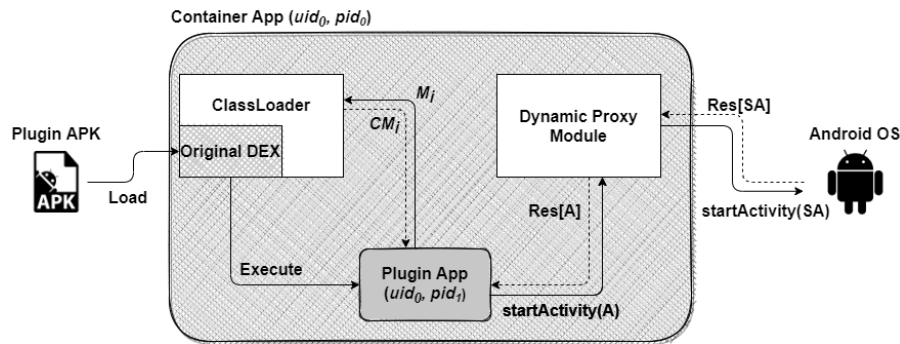 Container App (uid0, pid0)
ClassLoader
Mi
CMi
Dynamic Proxy
Module
Res[SA]
Plugin APK
Original DEX
Android OS
APK
Load
Res[A]
startActivity(SA)
Execute
Plugin App
(uid0, pid1)
startActivity(A)